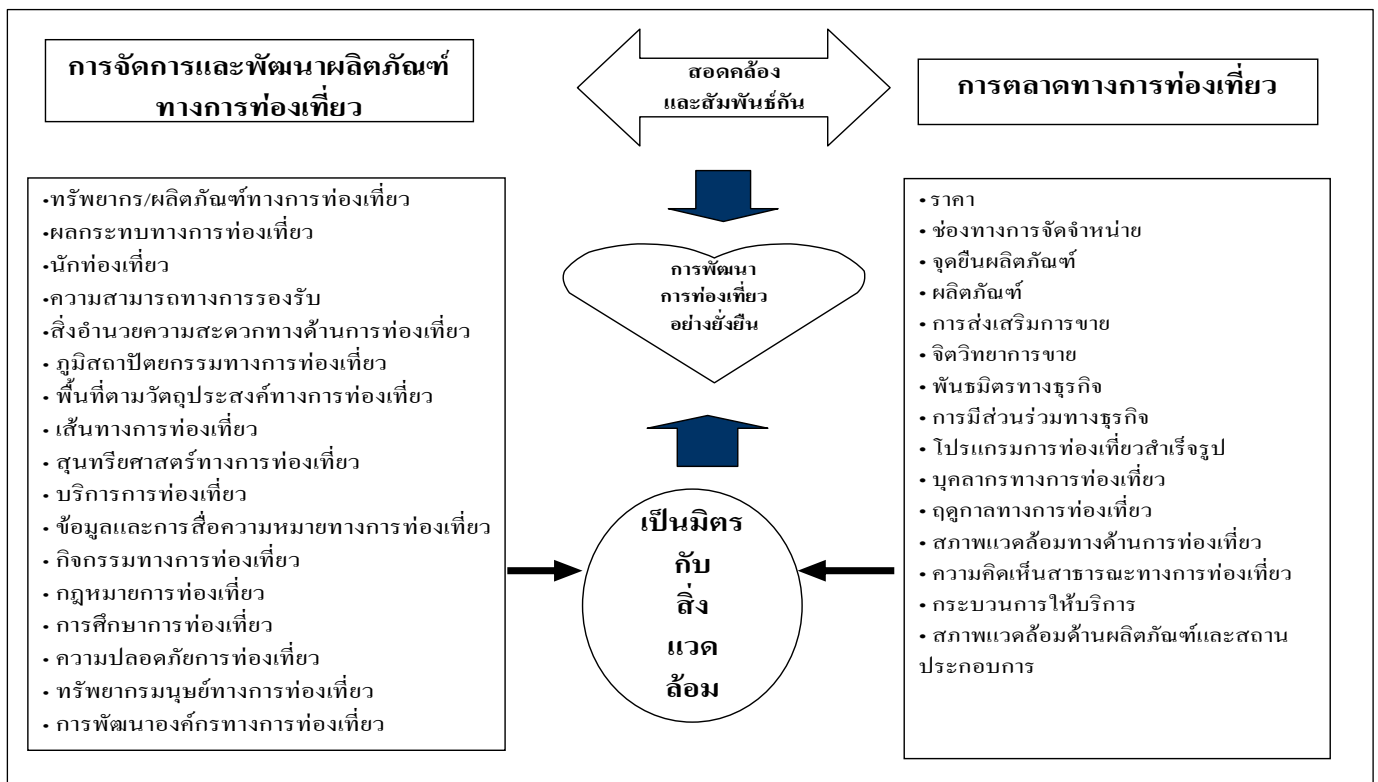 การจัดการและพัฒนาผลิตภัณฑ์
ทางการท่องเที่ยว
สอดคล้อง
และสัมพันธ์กัน
การตลาดทางการท่องเที่ยว
•ทรัพยากร/ผลิตภัณฑ์ทางการท่องเที่ยว
•ผลกระทบทางการท่องเที่ยว
•นักท่องเที่ยว
•ความสามารถทางการรองรับ
•สิ่งอำนวยความสะดวกทางด้านการท่องเที่ยว
• ภูมิสถาปัตยกรรมทางการท่องเที่ยว
• พื้นที่ตามวัตถุประสงค์ทางการท่องเที่ยว
• เส้นทางการท่องเที่ยว
• สุนทรียศาสตร์ทางการท่องเที่ยว
• บริการการท่องเที่ยว
• ข้อมูลและการสื่อความหมายทางการท่องเที่ยว
• กิจกรรมทางการท่องเที่ยว
• กฎหมายการท่องเที่ยว
• การศึกษาการท่องเที่ยว
• ความปลอดภัยการท่องเที่ยว
• ทรัพยากรมนุษย์ทางการท่องเที่ยว
• การพัฒนาองค์กรทางการท่องเที่ยว
การพัฒนา
การท่องเที่ยว
อย่างยั่งยืน
เป็นมิตร
กับ
สิ่ง
แวด
ล้อม
• ราคา
• ช่องทางการจัดจำหน่าย
• จุดยืนผลิตภัณฑ์
• ผลิตภัณฑ์
• การส่งเสริมการขาย
• จิตวิทยาการขาย
• พันธมิตรทางธุรกิจ
• การมีส่วนร่วมทางธุรกิจ
• โปรแกรมการท่องเที่ยวสำเร็จรูป
• บุคลากรทางการท่องเที่ยว
• ฤดูกาลทางการท่องเที่ยว
• สภาพแวดล้อมทางด้านการท่องเที่ยว
• ความคิดเห็นสาธารณะทางการท่องเที่ยว
• กระบวนการให้บริการ
• สภาพแวดล้อมด้านผลิตภัณฑ์และสถาน
ประกอบการ